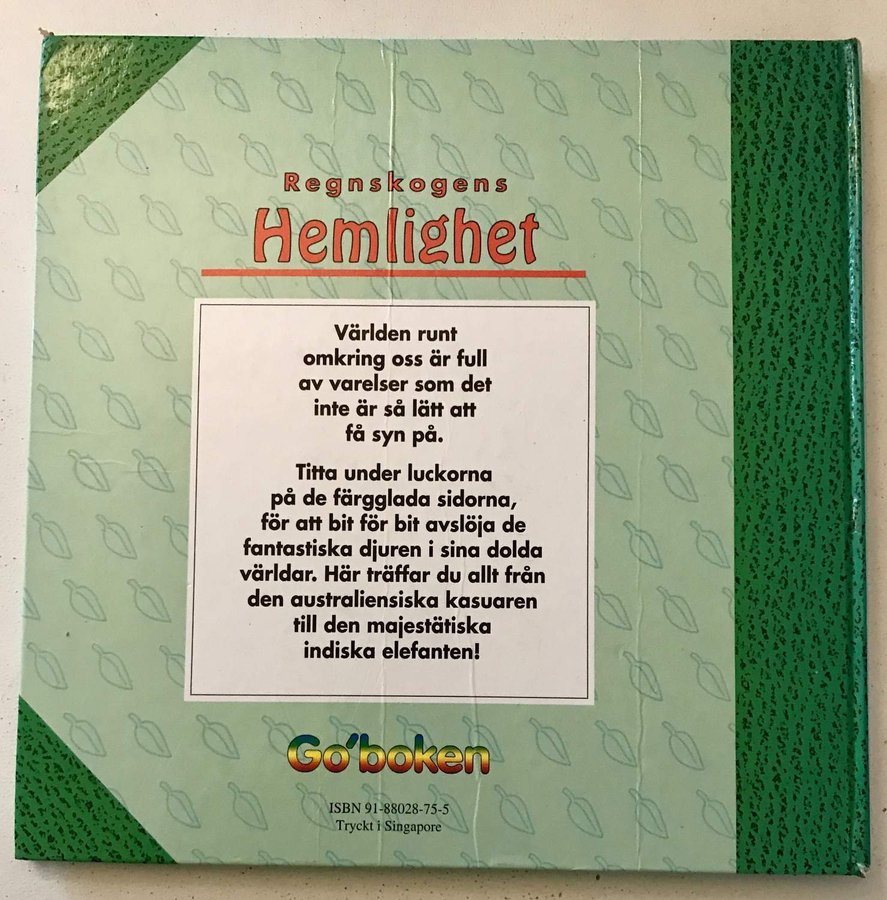 Regnskogens
Hemlighet
Världen runt
omkring oss är full
av varelser som det
inte är så lätt att
få syn på.
Titta under luckorna
på de färgglada sidorna,
för att bit för bit avslöja de
fantastiska djuren i sina dolda
världar. Här träffar du allt från
den australiensiska kasuaren
till den majestätiska
indiska elefanten!
Go'boken
ISBN 91-88028-75-5
Tryckt i Singapore